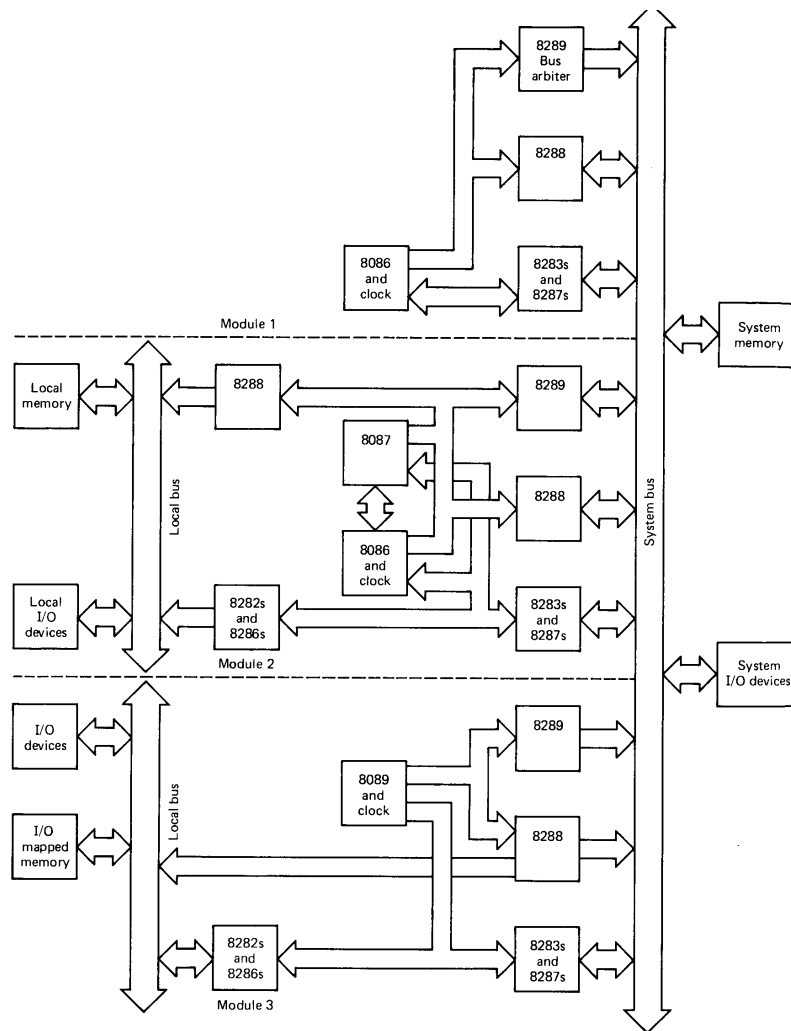 8289
Bus
arbiter
8288
8086
and
clock
8283s
and
8287s
Module 1
System
memory
Local
memory
8288
8289
8087
Local bus
System bus
8288
8086
and
clock
Local
I/O
devices
8282s
and
8286s
8283s
and
8287s
Module 2
System
I/O devices
I/O
devices
8289
8089
and
clock
Local bus
I/O
mapped
memory
8288
8282s
and
8286s
8283s
and
8287s
Module 3